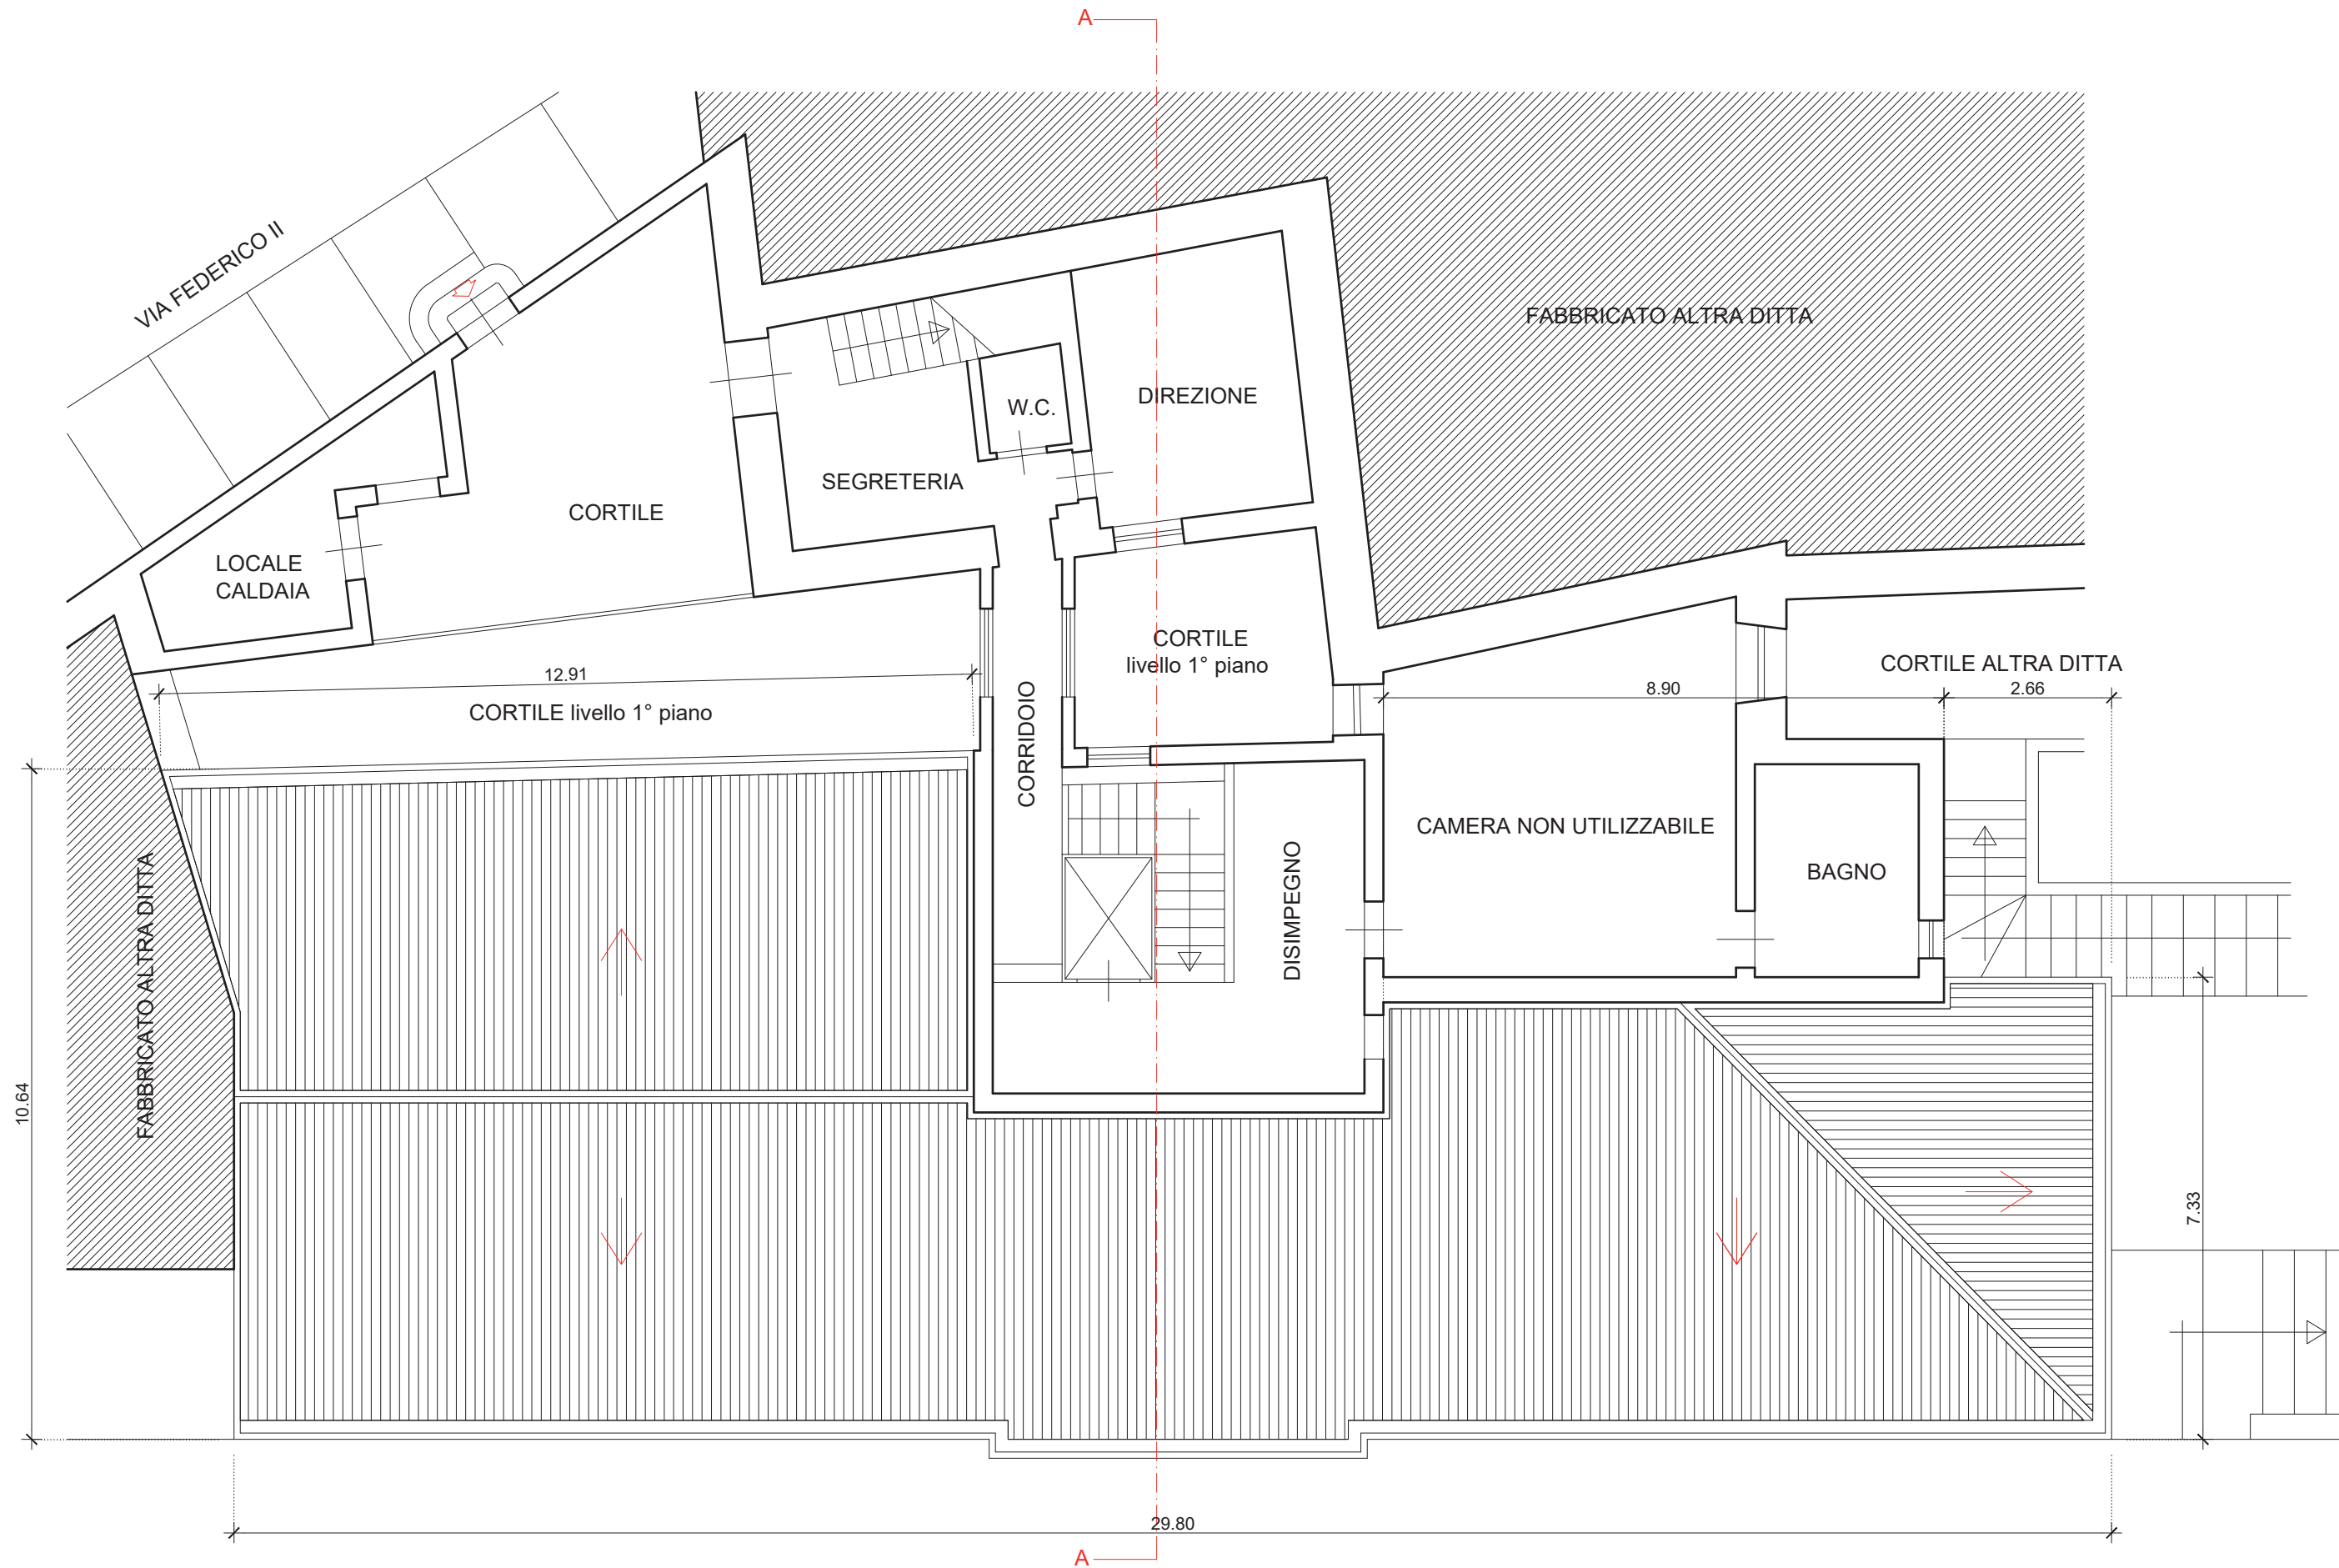 A
VIA FEDERICO II
FABBRICATO ALTRA DITTA
DIREZIONE
W.C.
SEGRETERIA
CORTILE
LOCALE
CALDAIA
CORTILE
livello 1° piano
CORTILE ALTRA DITTA
12.91
8.90
2.66
CORTILE livello 1° piano
CORRIDOIO
CAMERA NON UTILIZZABILE
BAGNO
DISIMPEGNO
FABBRICATO ALTRA DITTA
10.64
7.33
29.80
A